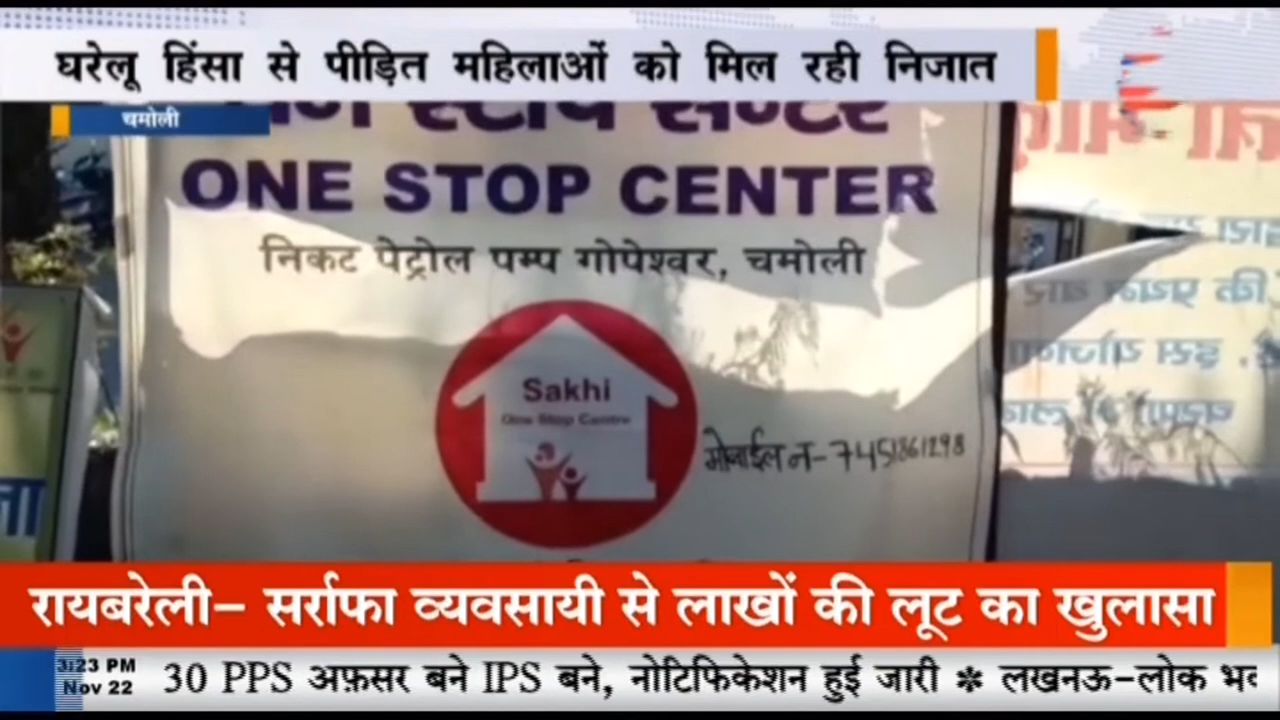 घरेलू हिंसा से पीड़ित महिलाओं को मिल रही निजात
चमोली
स्टॉप सेण्टर
ONE STOP CENTER
निकट पेट्रोल पम्प गोपेश्वर, चमोली
Sakhi
One Stop Centre
मोबाईल न-7451861298
रायबरेली- सर्राफा व्यवसायी से लाखों की लूट का खुलासा
3:23 PM
Nov 22
30 PPS अफ़सर बने IPS बने, नोटिफिकेशन हुई जारी * लखनऊ-लोक